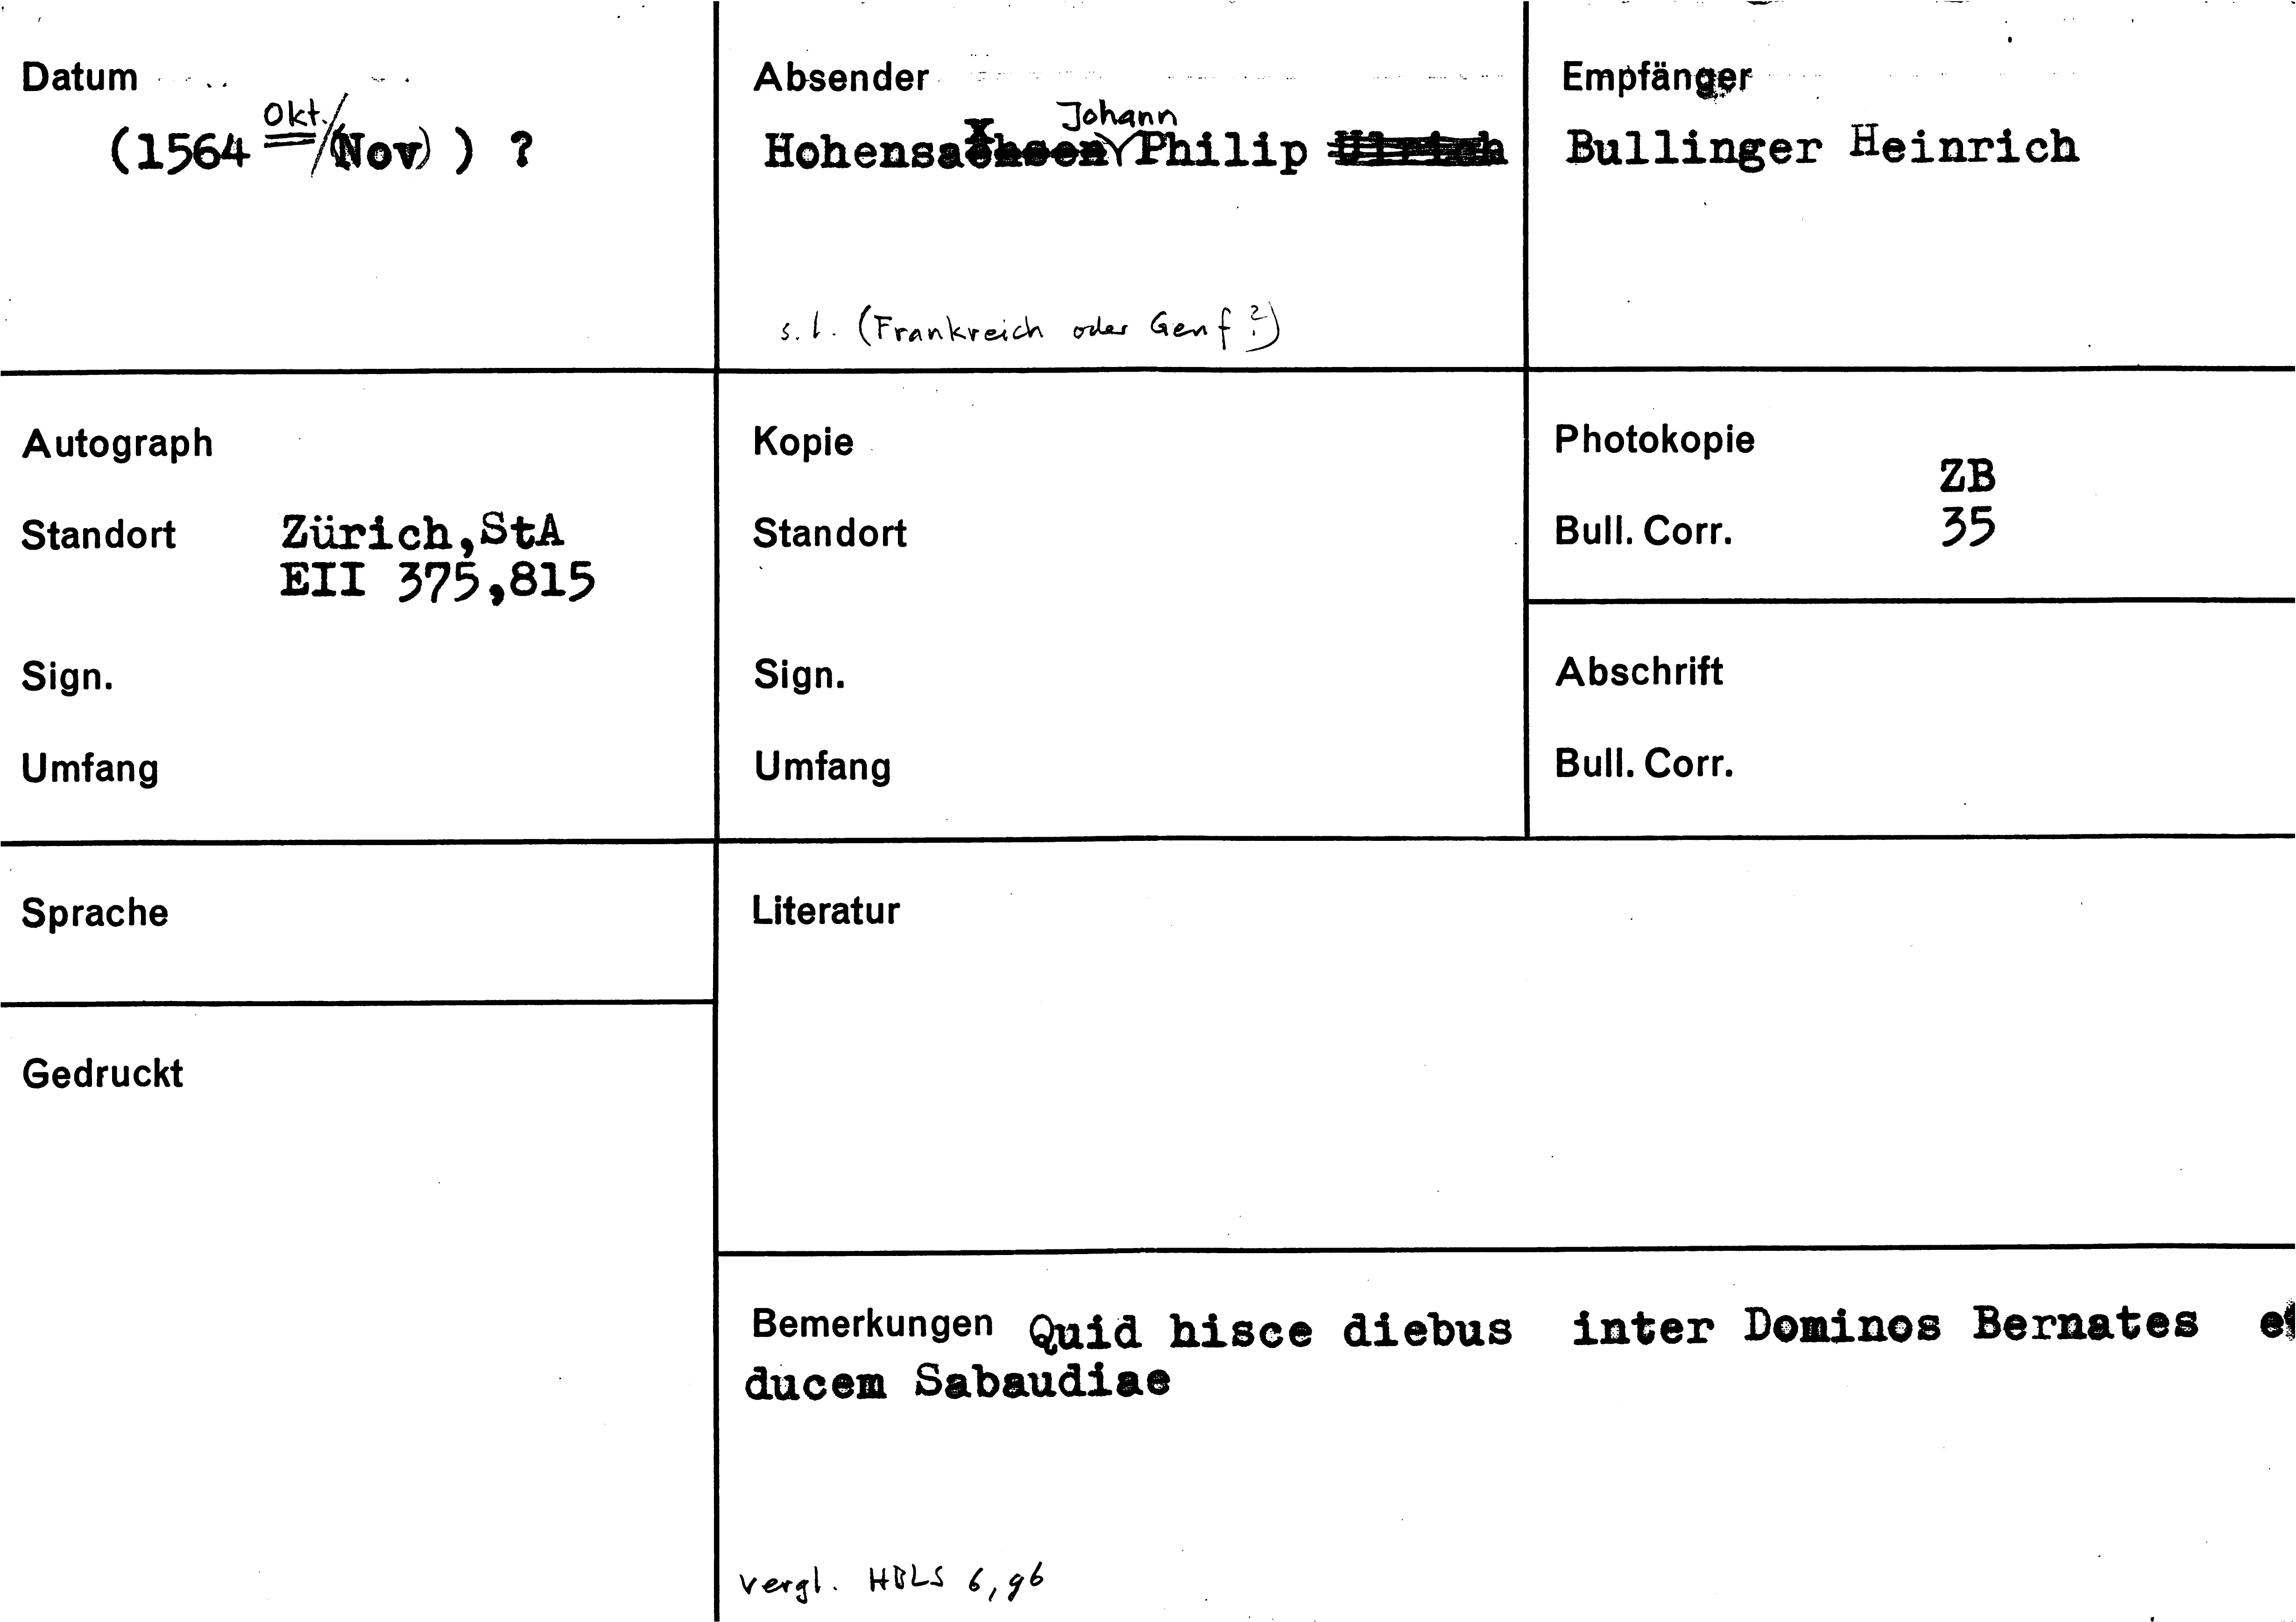 Datum
Okt./
(1564 (Nov) ) ?
Absender
Johann
Hohensax Philip
s. l. (Frankreich oder Genf ?)
Empfänger
Bullinger Heinrich
Autograph
Standort Zürich,StA
EII 375,815
Sign.
Umfang
Kopie
Standort
Sign.
Umfang
Photokopie
ZB
Bull. Corr. 35
Abschrift
Bull. Corr.
Sprache
Gedruckt
Literatur
Bemerkungen Quid hisce diebus inter Dominos Bernates et
ducem Sabaudiae
vergl. HBLS 6, 96